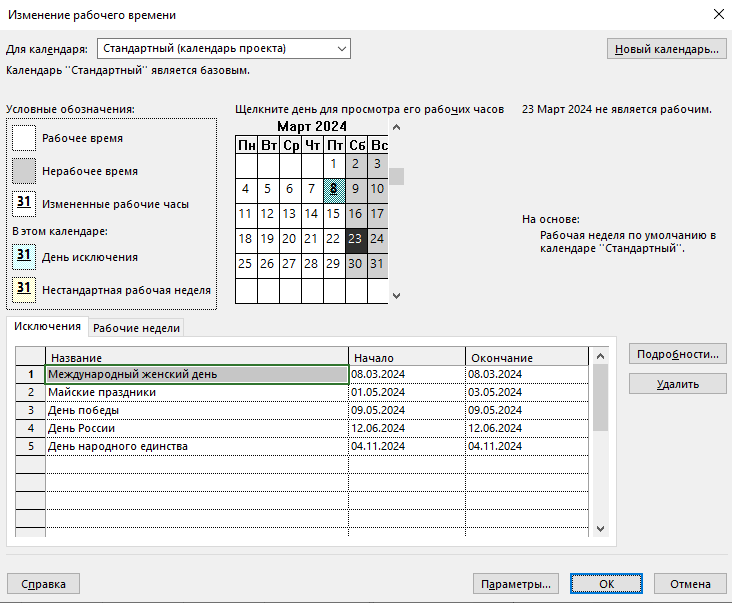 Изменение рабочего времени
Для календаря: Стандартный (календарь проекта) Новый календарь...
Календарь "Стандартный" является базовым.
Условные обозначения:
Рабочее время
Нерабочее время
31 Измененные рабочие часы
В этом календаре:
31 День исключения
31 Нестандартная рабочая неделя
Щелкните день для просмотра его рабочих часов
Март 2024
Пн Вт Ср Чт Пт Сб Вс
1 2 3
4 5 6 7 8 9 10
11 12 13 14 15 16 17
18 19 20 21 22 23 24
25 26 27 28 29 30 31
23 Март 2024 не является рабочим.
На основе:
Рабочая неделя по умолчанию в
календаре "Стандартный".
Исключения Рабочие недели
Название Начало Окончание
1 Международный женский день 08.03.2024 08.03.2024
2 Майские праздники 01.05.2024 03.05.2024
3 День победы 09.05.2024 09.05.2024
4 День России 12.06.2024 12.06.2024
5 День народного единства 04.11.2024 04.11.2024
Подробности...
Удалить
Справка Параметры... ОК Отмена